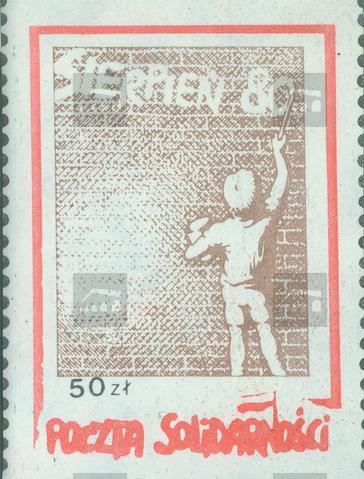 SIERPIEŃ 80
50 zł
POCZTA SOLIDARNOŚCI